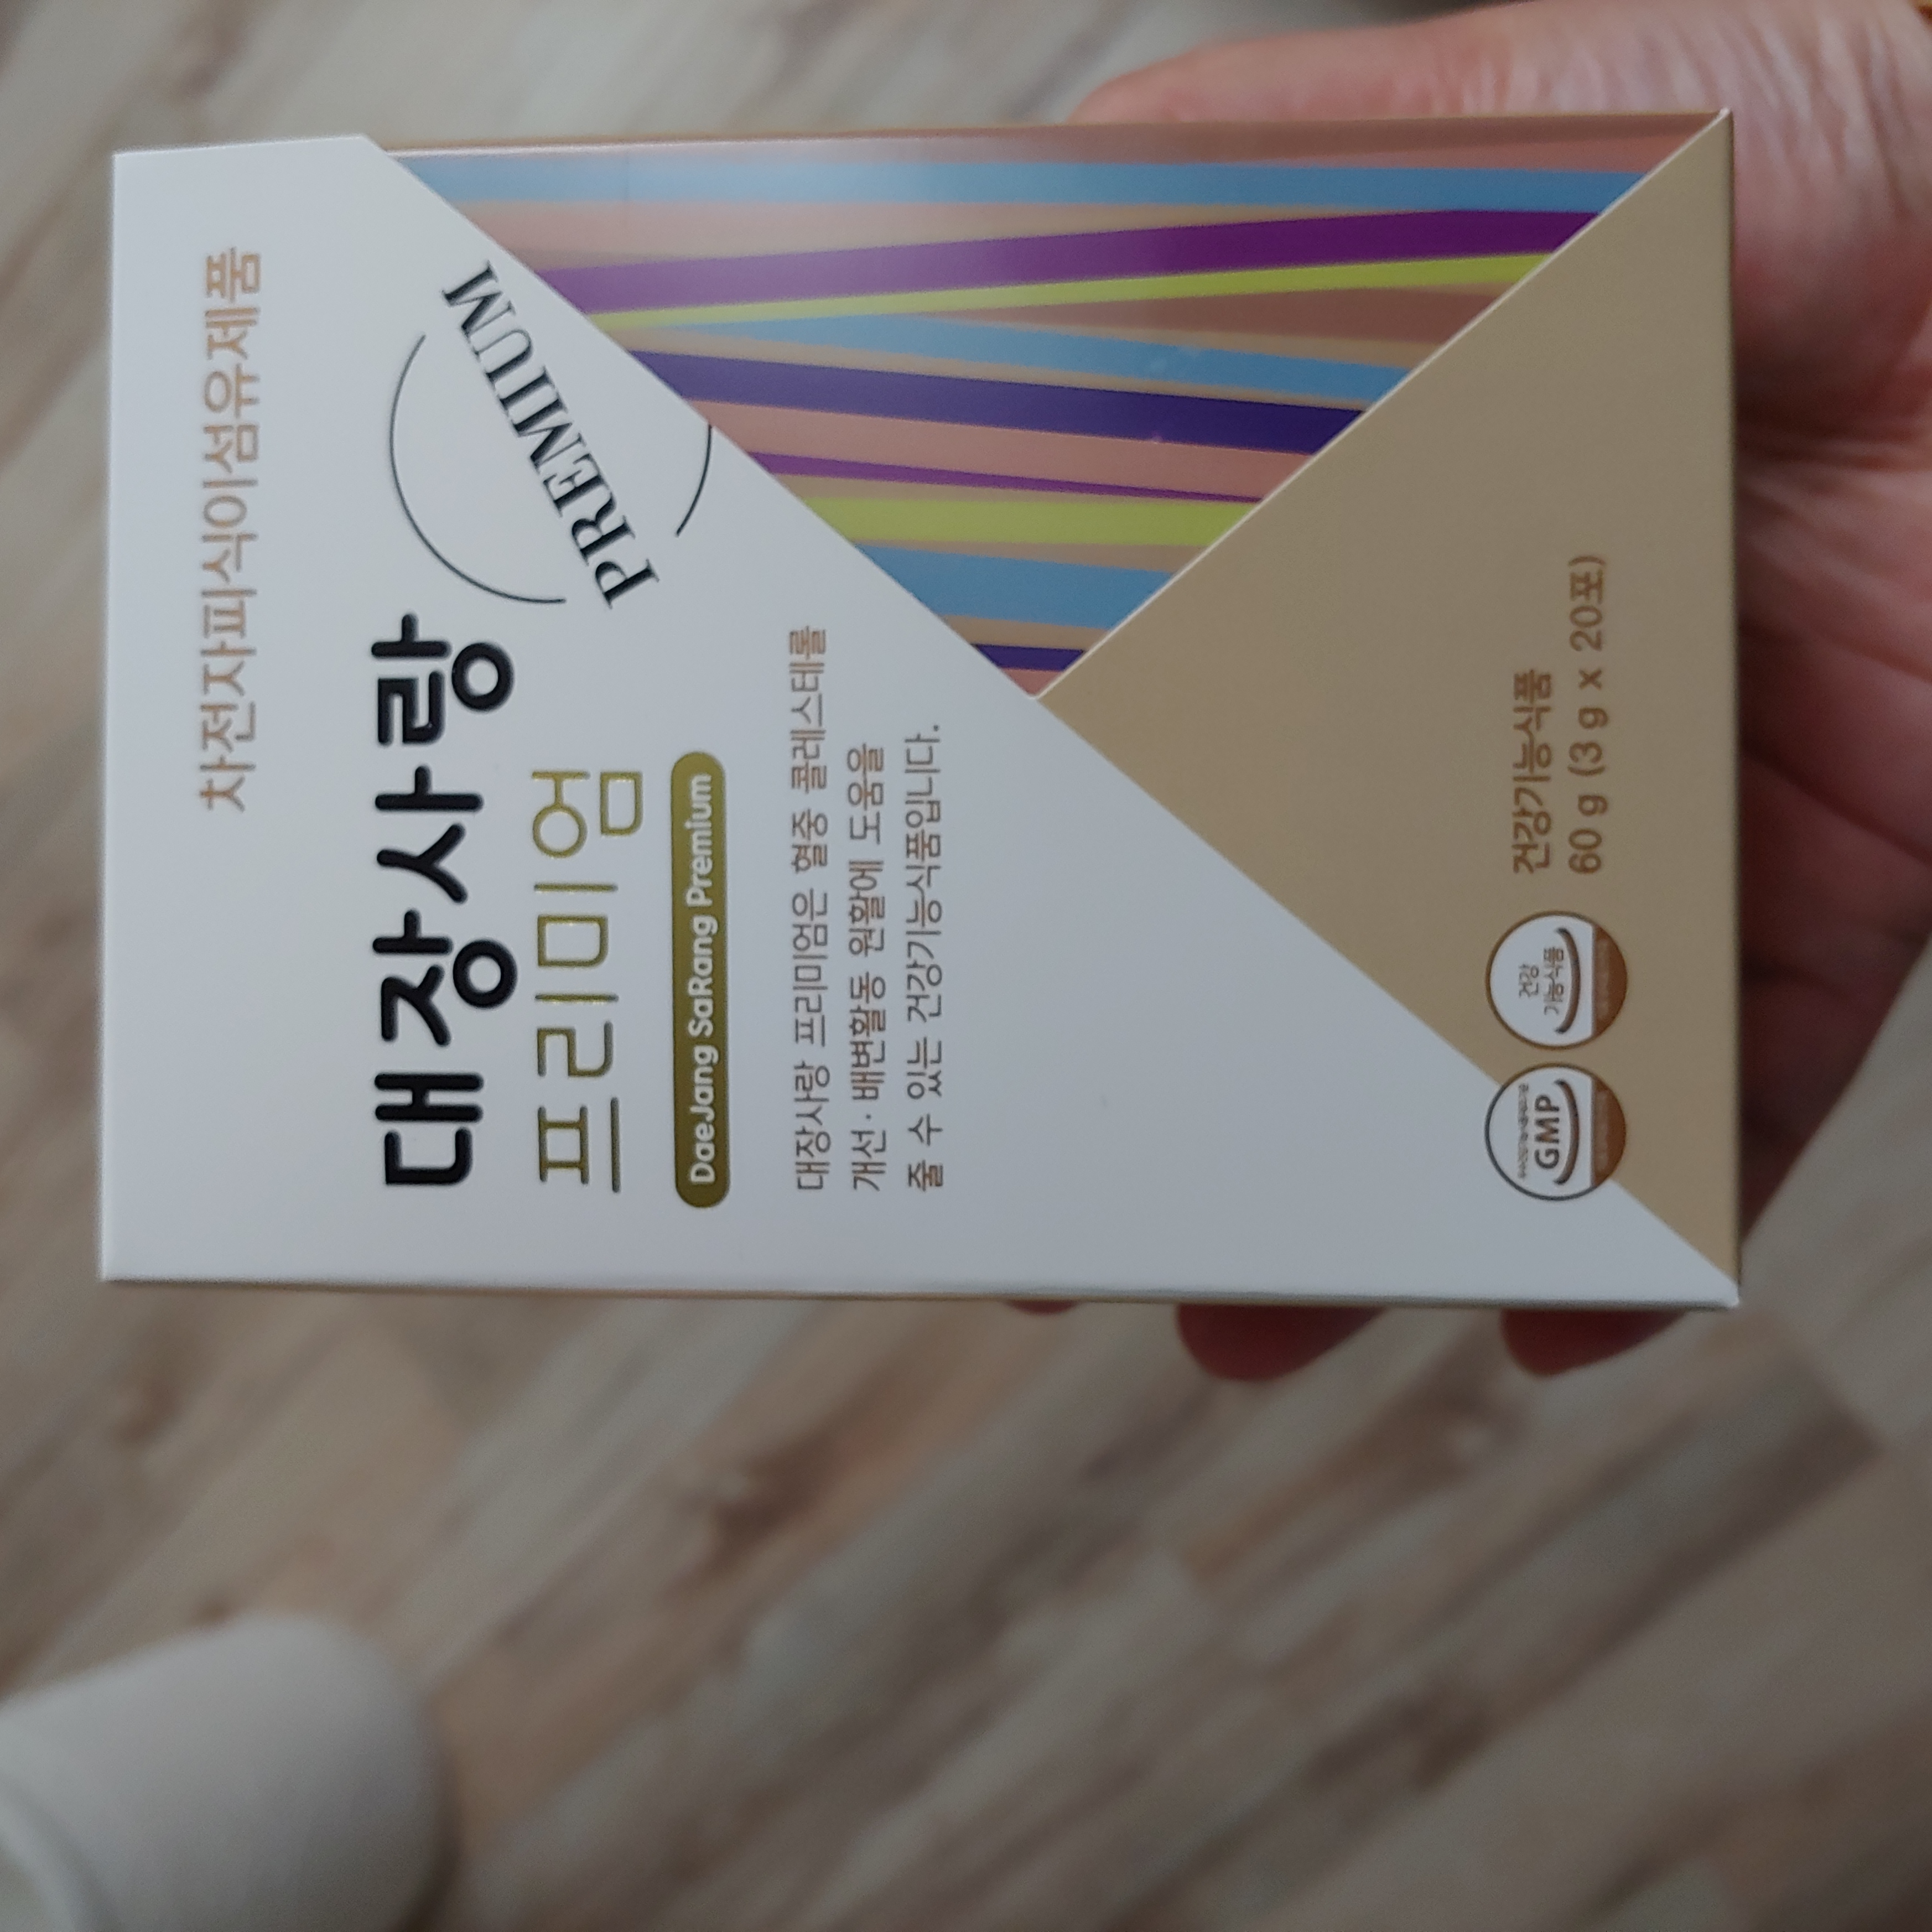 차전자피식이섬유제품
대장사랑
프리미엄
PREMIUM
DaeJang SaRang Premium
대장사랑 프리미엄은 혈중 콜레스테롤
개선·배변활동 원활에 도움을
줄 수 있는 건강기능식품입니다.
GMP
건강
기능식품
건강기능식품
60 g (3 g x 20포)